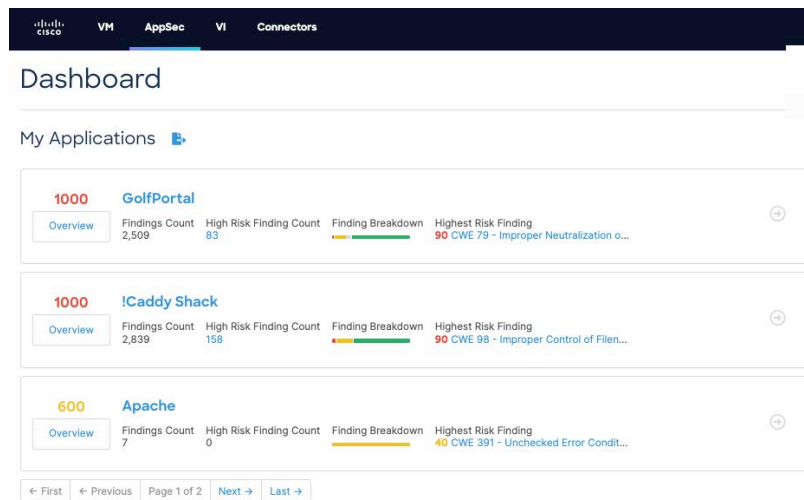 CISCO VM AppSec VI Connectors
Dashboard
My Applications
1000 GolfPortal
Overview
Findings Count High Risk Finding Count Finding Breakdown Highest Risk Finding
2,509 83 90 CWE 79 - Improper Neutralization o...
1000 !Caddy Shack
Overview
Findings Count High Risk Finding Count Finding Breakdown Highest Risk Finding
2,839 158 90 CWE 98 - Improper Control of Filen...
600 Apache
Overview
Findings Count High Risk Finding Count Finding Breakdown Highest Risk Finding
7 0 40 CWE 391 - Unchecked Error Condit...
← First ← Previous Page 1 of 2 Next → Last →